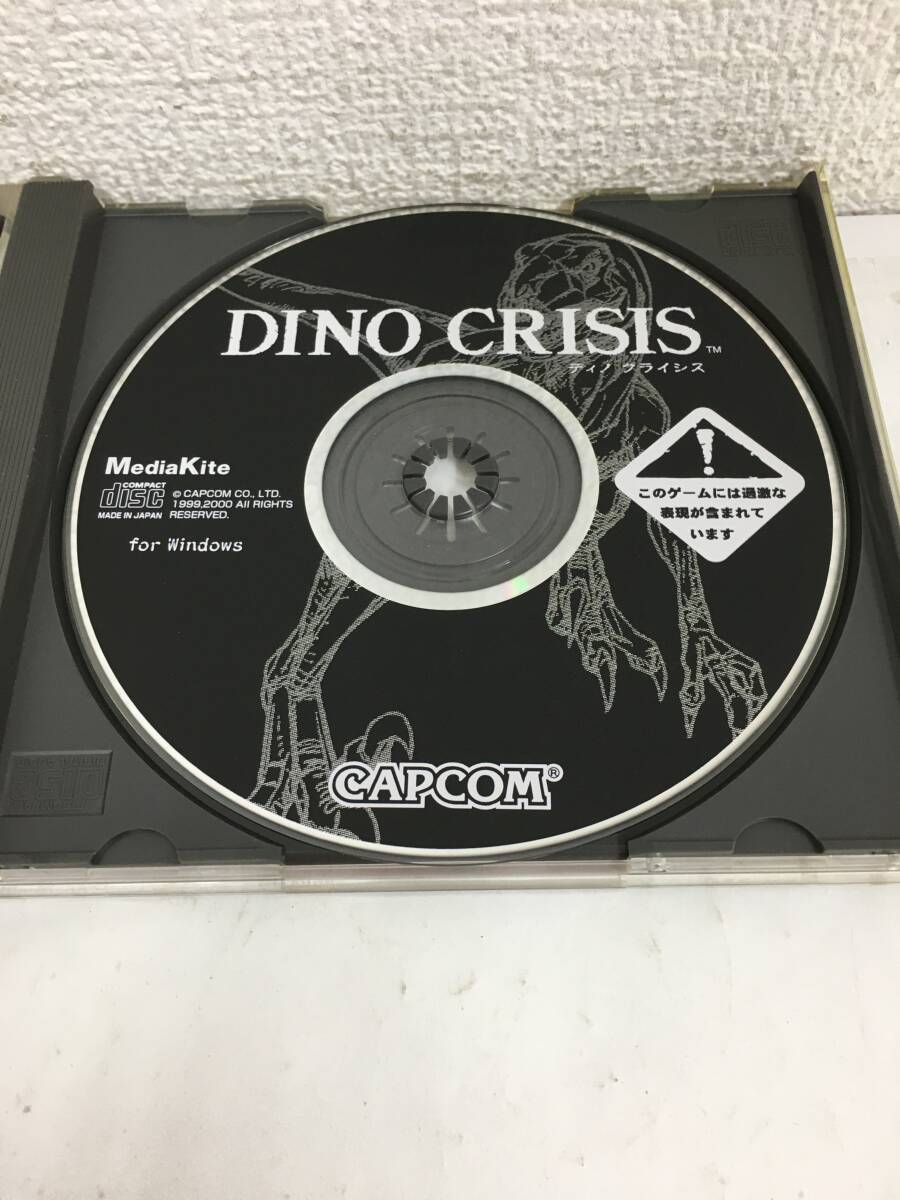 DINO CRISIS™
ディノ クライシス
MediaKite
COMPACT
disc
MADE IN JAPAN
© CAPCOM CO., LTD.
1999,2000 All RIGHTS
RESERVED.
for Windows
!
このゲームには過激な
表現が含まれて
います
CAPCOM®